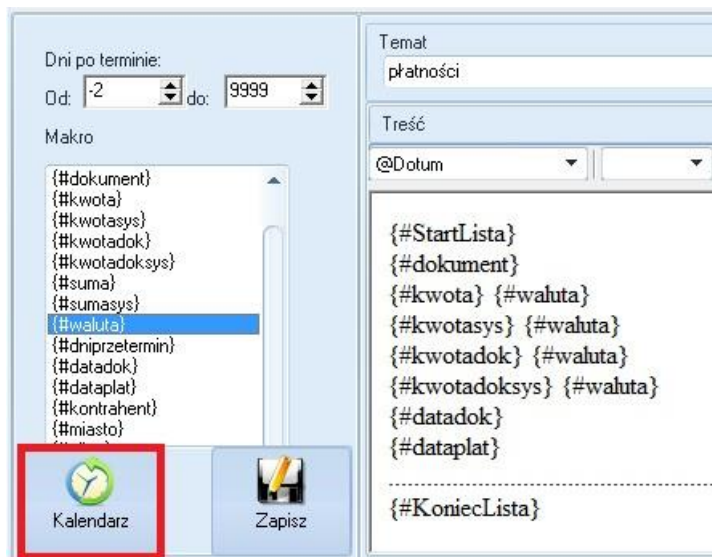 Dni po terminie:
Od: -2 do: 9999
Makro
{#dokument}
{#kwota}
{#kwotasys}
{#kwotadok}
{#kwotadoksys}
{#suma}
{#sumasys}
{#waluta}
{#dniprzetermin}
{#datadok}
{#dataplat}
{#kontrahent}
{#miasto}
Kalendarz
Zapisz
Temat
płatności
Treść
@Dotum
{#StartLista}
{#dokument}
{#kwota} {#waluta}
{#kwotasys} {#waluta}
{#kwotadok} {#waluta}
{#kwotadoksys} {#waluta}
{#datadok}
{#dataplat}
{#KoniecLista}